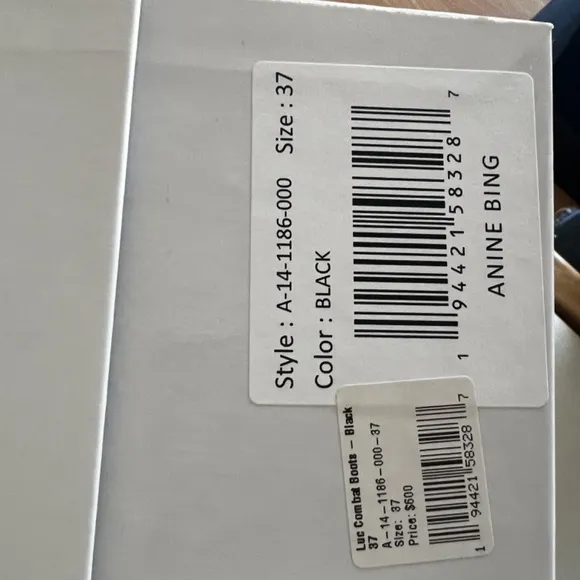 Style : A-14-1186-000 Size : 37
Color : BLACK
1 94421 58328 7
ANINE BING
Luc Combat Boots - Black
37
A-14-1186-000-37
Size: 37
Price: $600
1 94421 58328 7